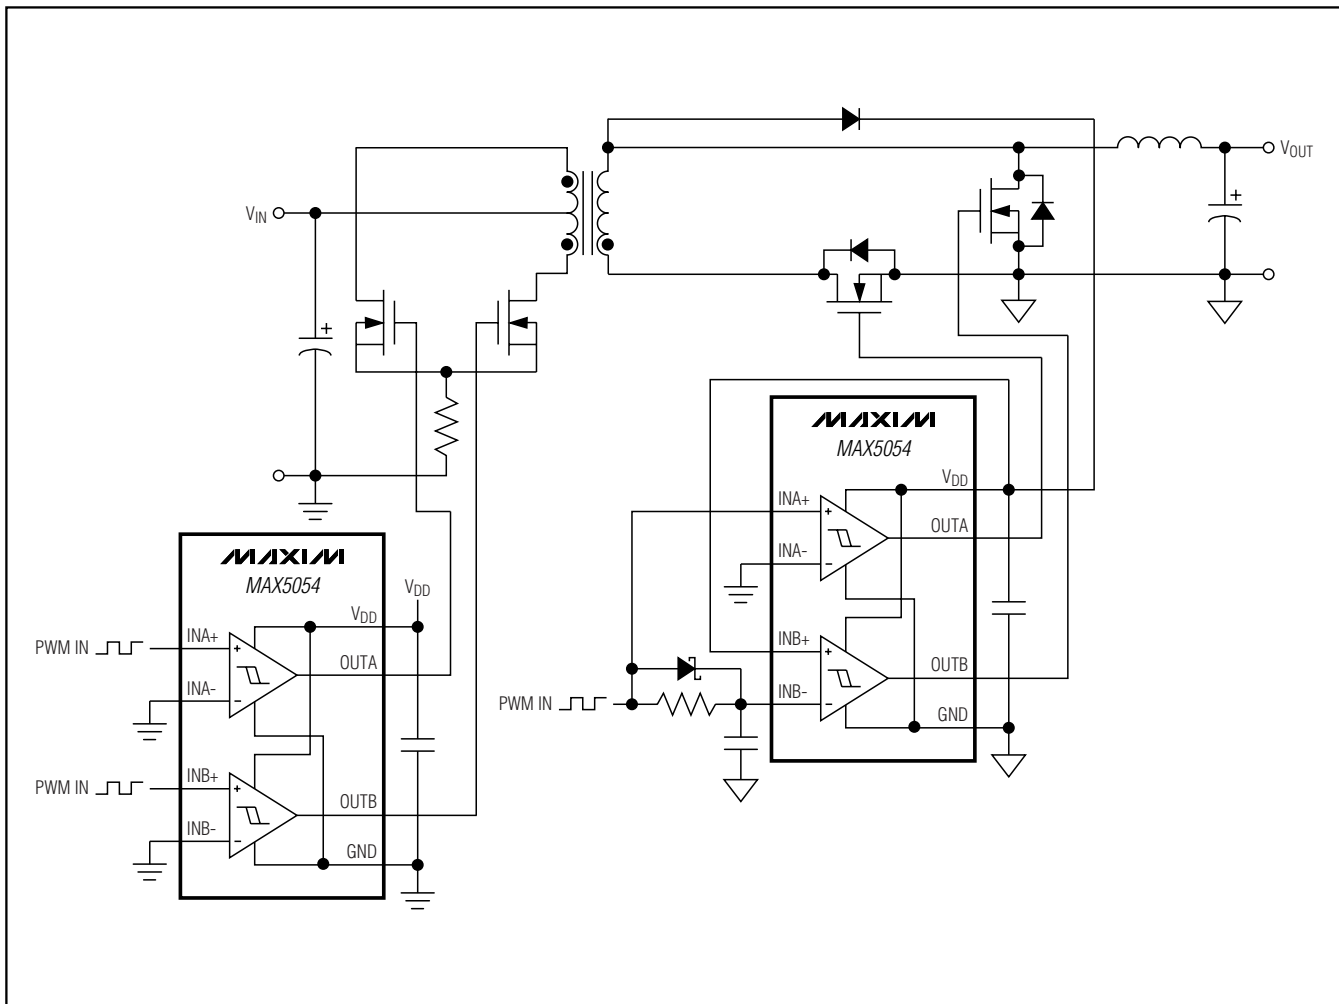 VOUT
VIN
+
+
MAXIM
MAX5054
VDD
INA+
+
OUTA
INA-
-
INB+
+
OUTB
INB-
-
GND
PWM IN
MAXIM
MAX5054
VDD
VDD
PWM IN
INA+
+
OUTA
INA-
-
PWM IN
INB+
+
OUTB
INB-
-
GND